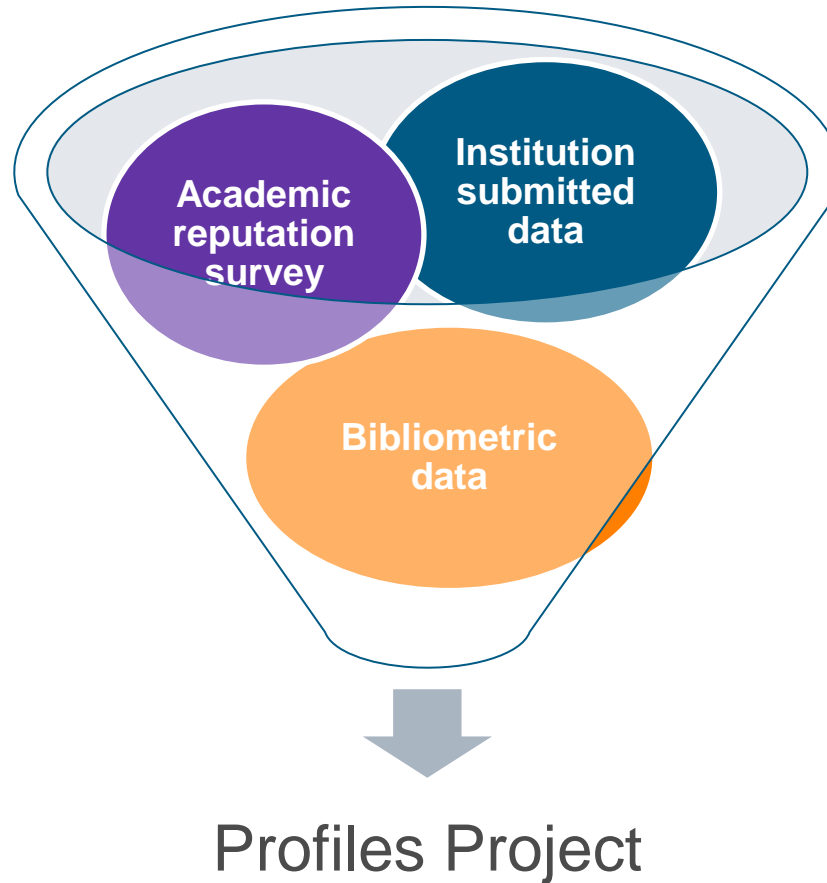 Academic
reputation
survey
Institution
submitted
data
Bibliometric
data
Profiles Project